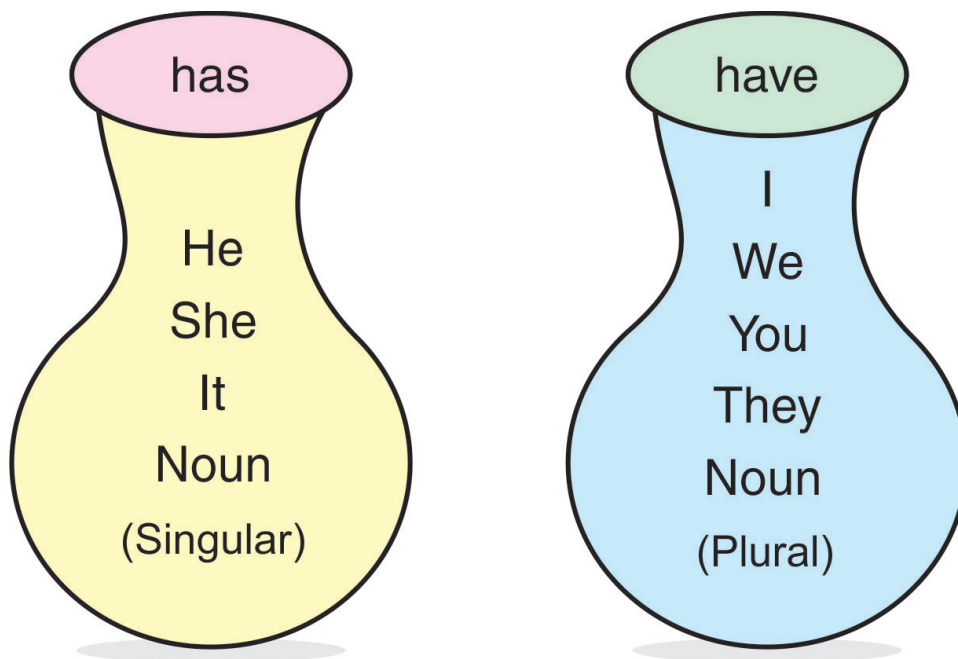 has
He
She
It
Noun
(Singular)
have
I
We
You
They
Noun
(Plural)